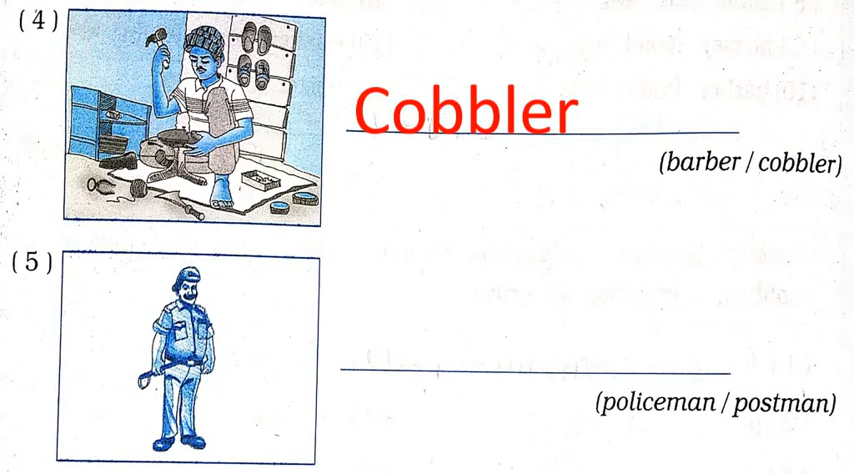 (4)
Cobbler
(barber / cobbler)
(5)
(policeman / postman)